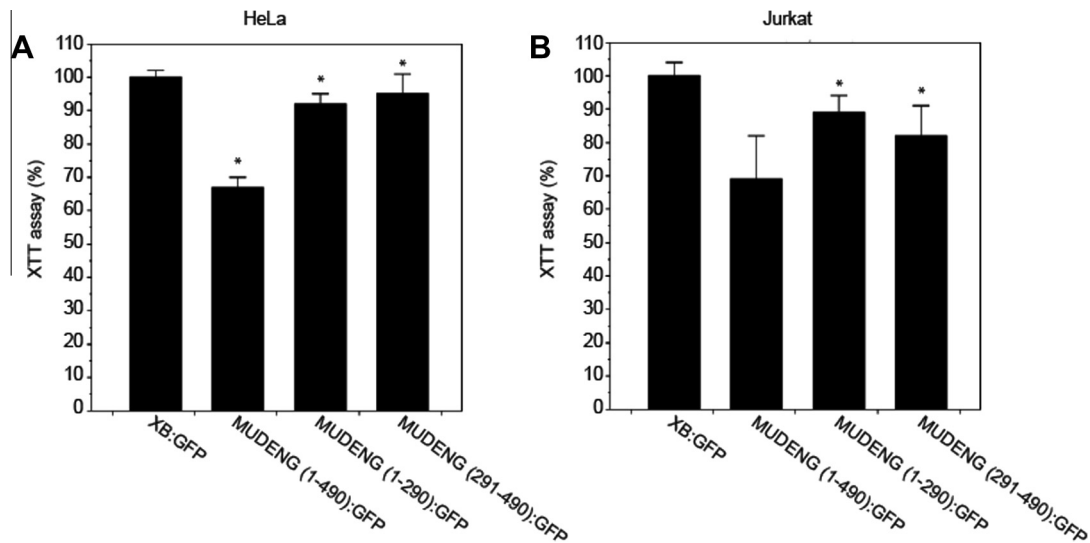 HeLa
A
XTT assay (%)
110
100
90
80
70
60
50
40
30
20
10
0
*
*
*
XB:GFP
MUDENG (1-490):GFP
MUDENG (1-290):GFP
MUDENG (291-490):GFP
Jurkat
B
XTT assay (%)
110
100
90
80
70
60
50
40
30
20
10
0
*
*
XB:GFP
MUDENG (1-490):GFP
MUDENG (1-290):GFP
MUDENG (291-490):GFP